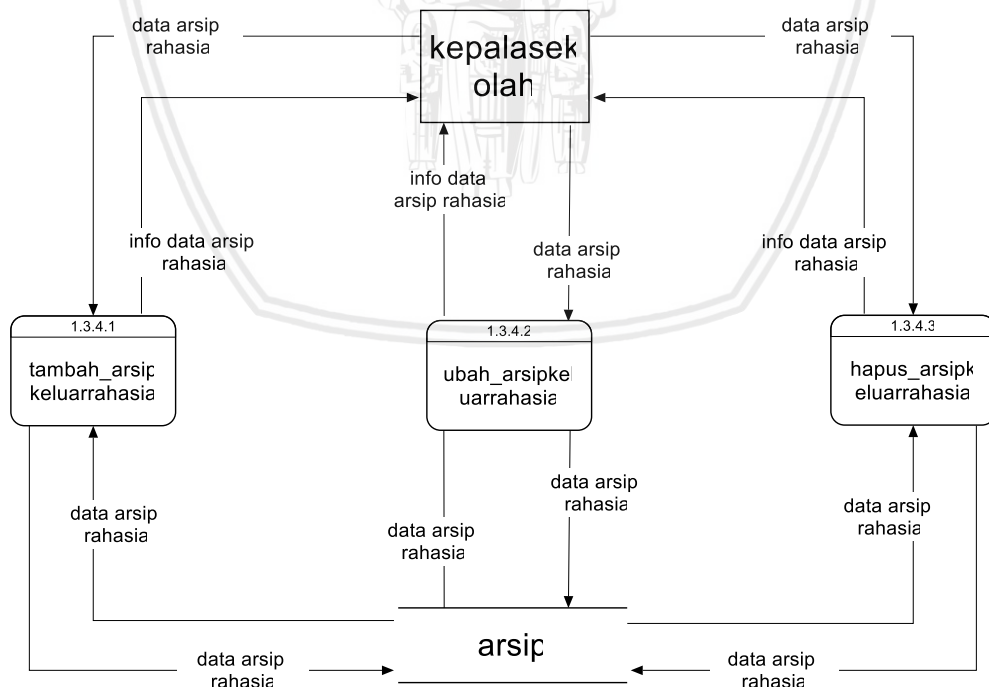 data arsip
rahasia
kepalasek
olah
data arsip
rahasia
info data
arsip rahasia
info data arsip
rahasia
data arsip
rahasia
info data arsip
rahasia
1.3.4.1
tambah_arsip
keluarrahasia
1.3.4.2
ubah_arsipkel
uarrahasia
1.3.4.3
hapus_arsipk
eluarrahasia
data arsip
rahasia
data arsip
rahasia
data arsip
rahasia
data arsip
rahasia
arsip
data arsip
rahasia
data arsip
rahasia